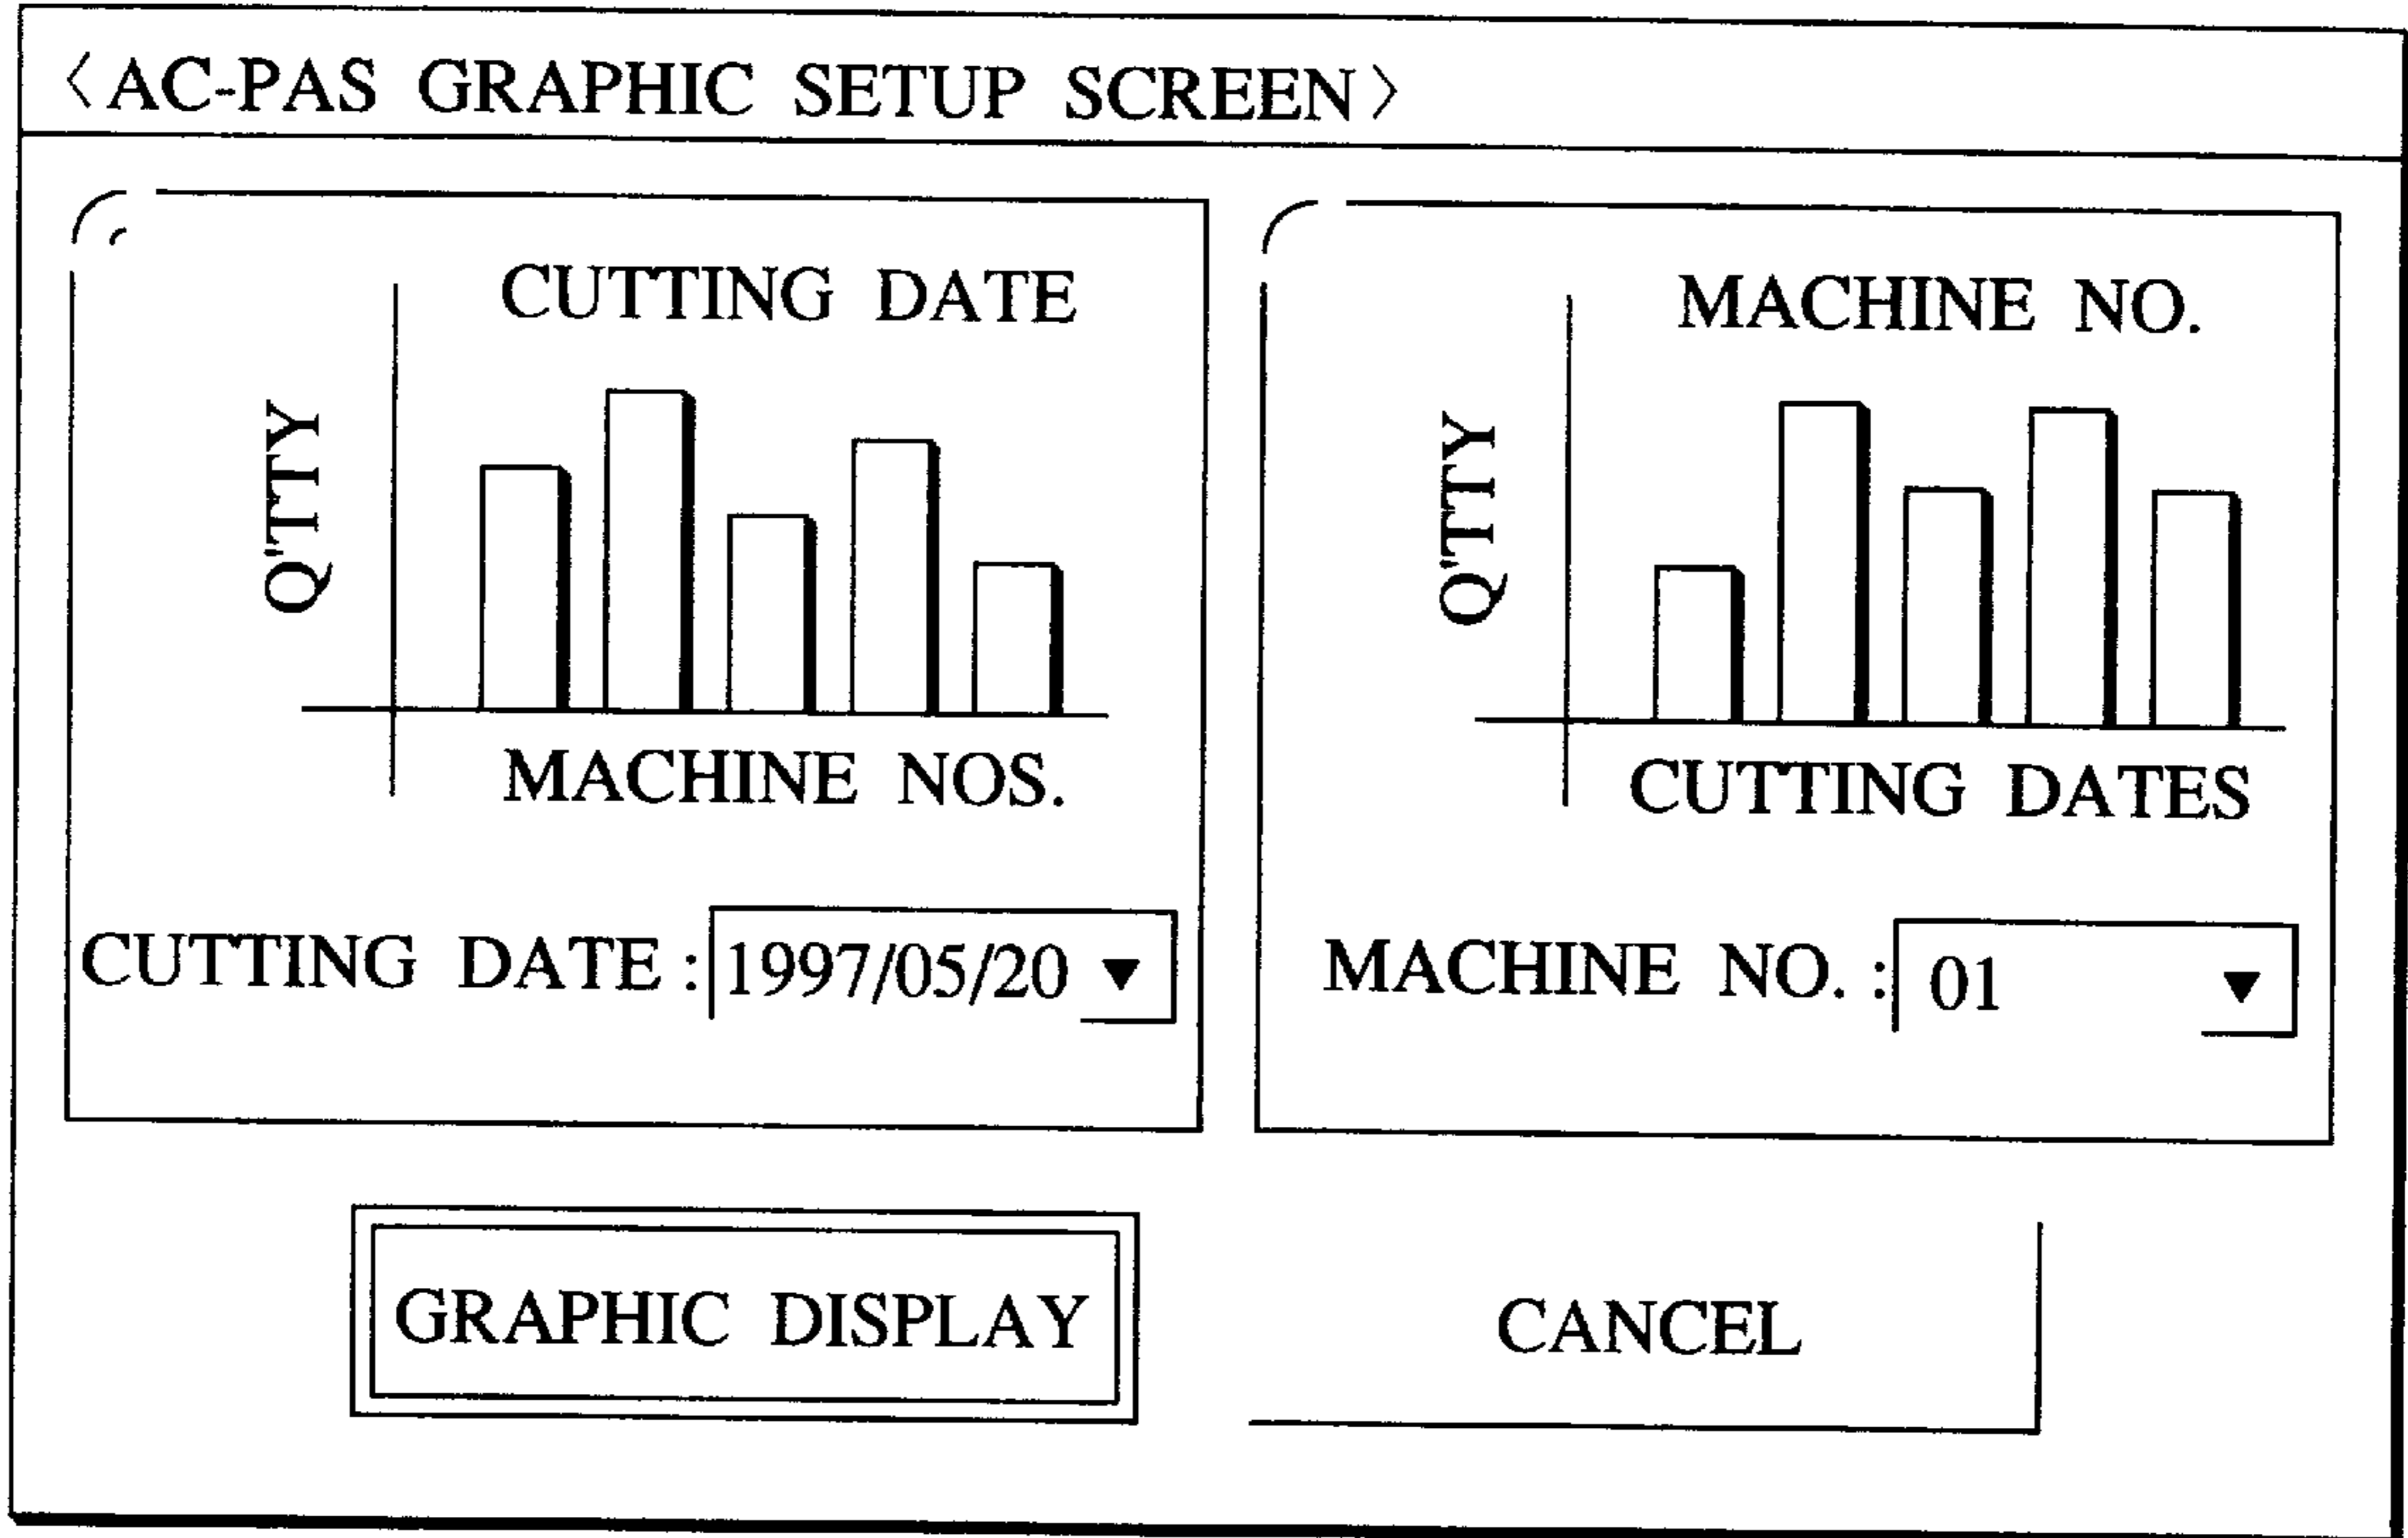 〈AC-PAS GRAPHIC SETUP SCREEN〉
CUTTING DATE
Q'TTY
MACHINE NOS.
CUTTING DATE : 1997/05/20 ▼
MACHINE NO.
Q'TTY
CUTTING DATES
MACHINE NO. : 01 ▼
GRAPHIC DISPLAY
CANCEL